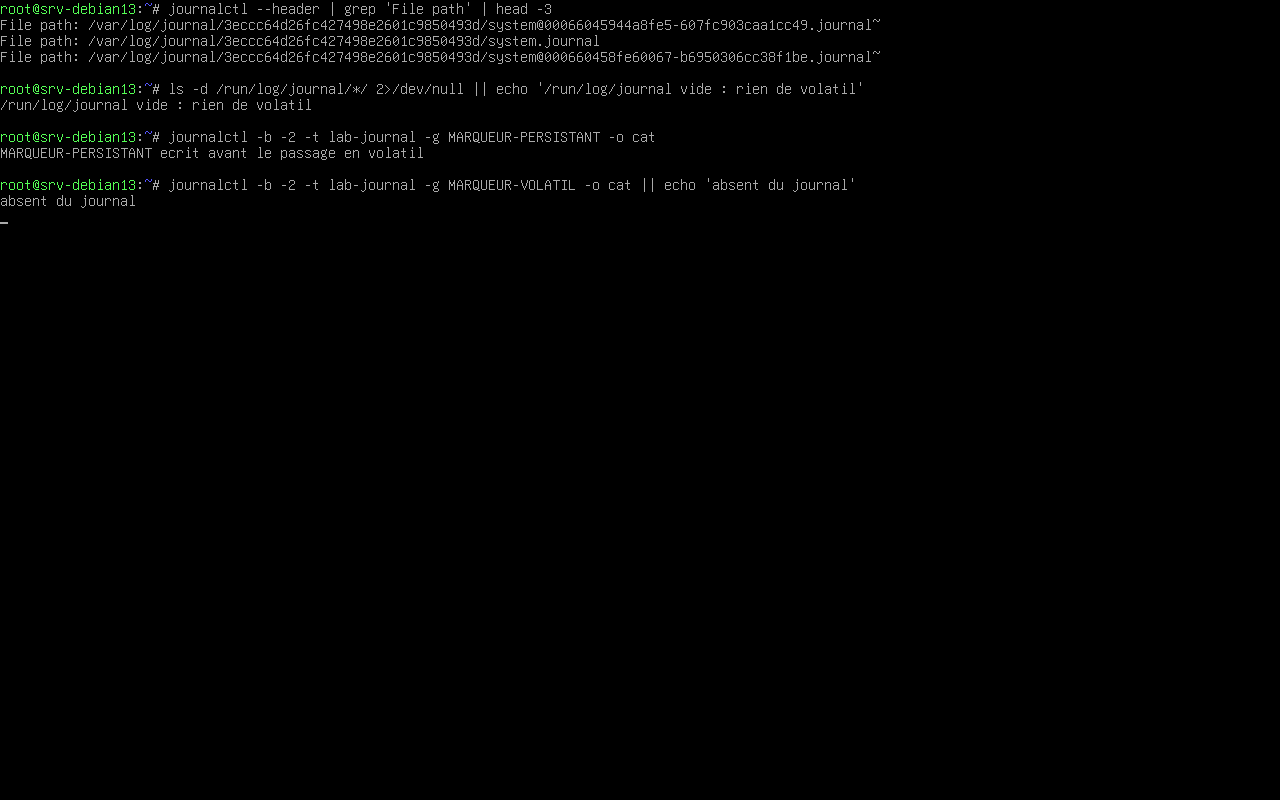 root@srv-debian13:~# journalctl --header | grep 'File path' | head -3
File path: /var/log/journal/3eccc64d26fc427498e2601c9850493d/system@00066045944a8fe5-607fc903caa1cc49.journal~
File path: /var/log/journal/3eccc64d26fc427498e2601c9850493d/system.journal
File path: /var/log/journal/3eccc64d26fc427498e2601c9850493d/system@000660458fe60067-b6950306cc38f1be.journal~
root@srv-debian13:~# ls -d /run/log/journal/*/ 2>/dev/null || echo '/run/log/journal vide : rien de volatil'
/run/log/journal vide : rien de volatil
root@srv-debian13:~# journalctl -b -2 -t lab-journal -g MARQUEUR-PERSISTANT -o cat
MARQUEUR-PERSISTANT ecrit avant le passage en volatil
root@srv-debian13:~# journalctl -b -2 -t lab-journal -g MARQUEUR-VOLATIL -o cat || echo 'absent du journal'
absent du journal